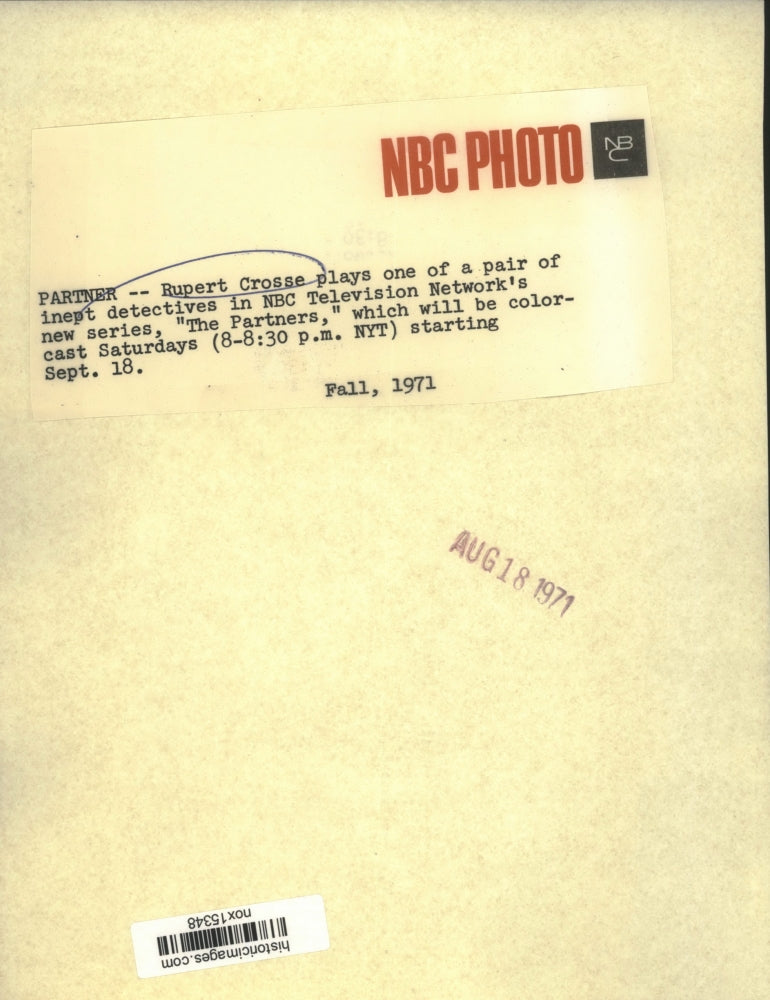 NBC PHOTO
NBC
PARTNER -- Rupert Crosse plays one of a pair of
inept detectives in NBC Television Network's
new series, "The Partners," which will be color-
cast Saturdays (8-8:30 p.m. NYT) starting
Sept. 18.
Fall, 1971
AUG 18 1971
historicimages.com
nox15348